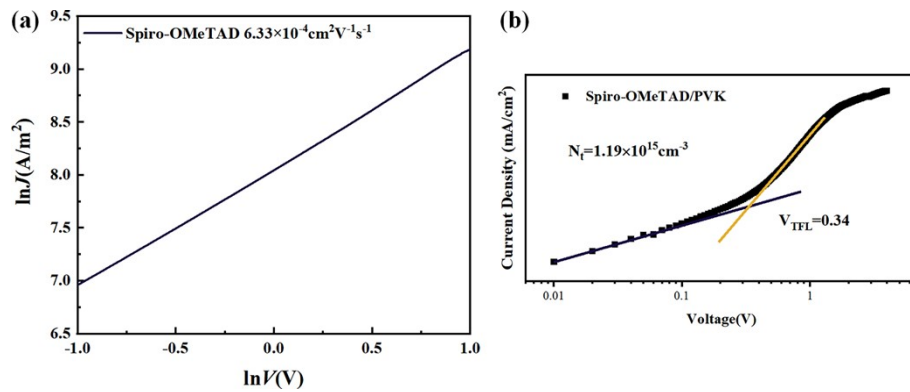 (a)
9.5
9.0
8.5
8.0
7.5
7.0
6.5
lnJ(A/m²)
Spiro-OMeTAD 6.33×10⁻⁴cm²V⁻¹s⁻¹
-1.0 -0.5 0.0 0.5 1.0
lnV(V)
(b)
Current Density (mA/cm²)
Spiro-OMeTAD/PVK
Nₜ=1.19×10¹⁵cm⁻³
V_TFL=0.34
0.01 0.1 1
Voltage(V)